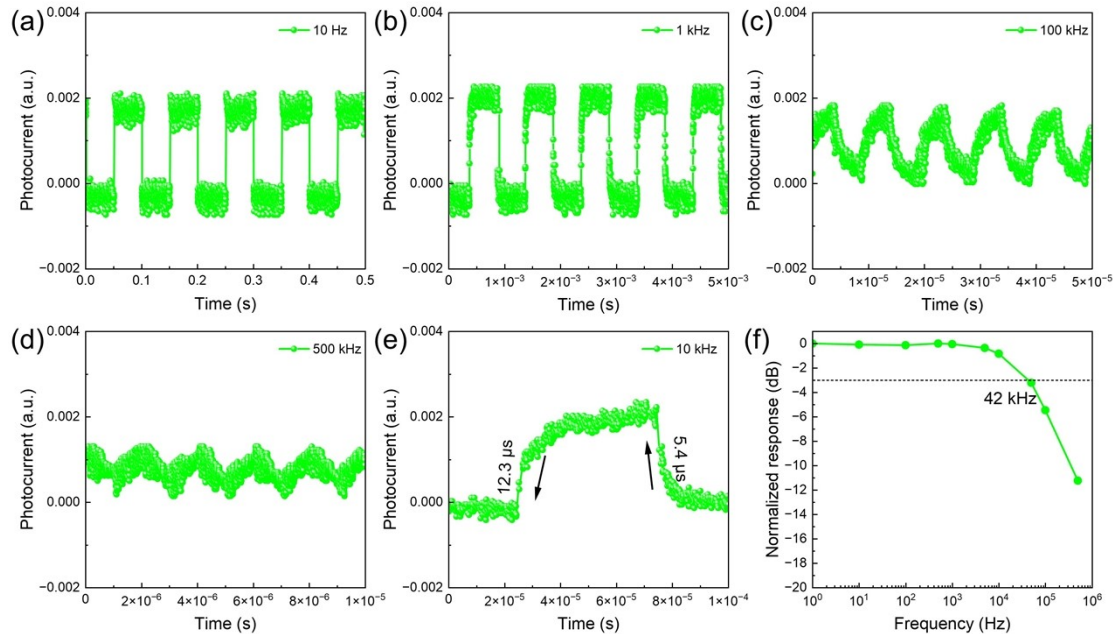 (a)
10 Hz
0.004
0.002
0.000
−0.002
Photocurrent (a.u.)
0.0 0.1 0.2 0.3 0.4 0.5
Time (s)
(b)
1 kHz
0.004
0.002
0.000
−0.002
Photocurrent (a.u.)
0 1×10⁻³ 2×10⁻³ 3×10⁻³ 4×10⁻³ 5×10⁻³
Time (s)
(c)
100 kHz
0.004
0.002
0.000
−0.002
Photocurrent (a.u.)
0 1×10⁻⁵ 2×10⁻⁵ 3×10⁻⁵ 4×10⁻⁵ 5×10⁻⁵
Time (s)
(d)
500 kHz
0.004
0.002
0.000
−0.002
Photocurrent (a.u.)
0 2×10⁻⁶ 4×10⁻⁶ 6×10⁻⁶ 8×10⁻⁶ 1×10⁻⁵
Time (s)
(e)
10 kHz
12.3 μs
5.4 μs
0.004
0.002
0.000
−0.002
Photocurrent (a.u.)
0 2×10⁻⁵ 4×10⁻⁵ 6×10⁻⁵ 8×10⁻⁵ 1×10⁻⁴
Time (s)
(f)
42 kHz
0
−2
−4
−6
−8
−10
−12
−14
−16
−18
−20
Normalized response (dB)
10⁰ 10¹ 10² 10³ 10⁴ 10⁵ 10⁶
Frequency (Hz)